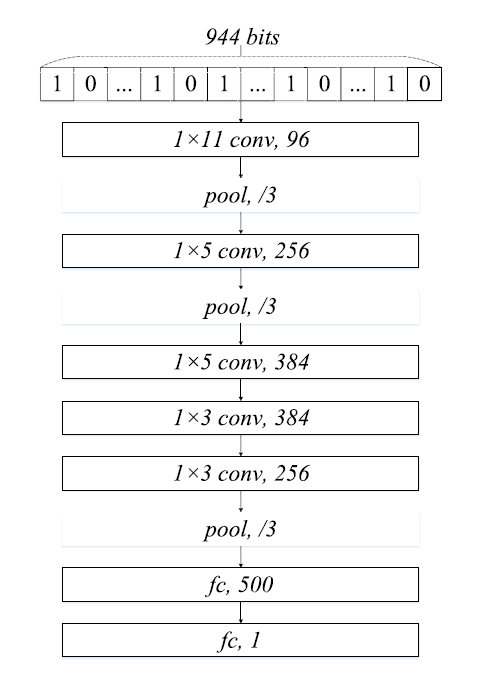 944 bits
1 0 ... 1 0 1 ... 1 0 ... 1 0
1×11 conv, 96
pool, /3
1×5 conv, 256
pool, /3
1×5 conv, 384
1×3 conv, 384
1×3 conv, 256
pool, /3
fc, 500
fc, 1